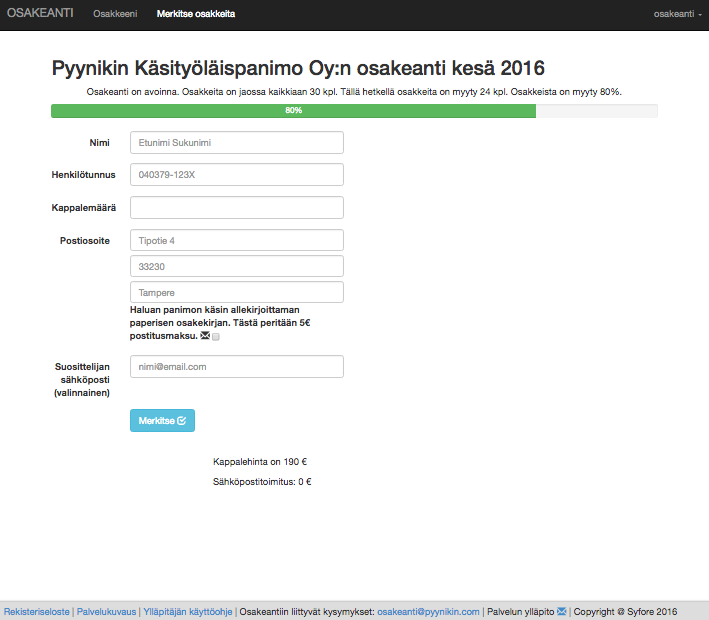 OSAKEANTI Osakkeeni Merkitse osakkeita osakeanti
Pyynikin Käsityöläispanimo Oy:n osakeanti kesä 2016
Osakeanti on avoinna. Osakkeita on jaossa kaikkiaan 30 kpl. Tällä hetkellä osakkeita on myyty 24 kpl. Osakkeista on myyty 80%.
80%
Nimi Etunimi Sukunimi
Henkilötunnus 040379-123X
Kappalemäärä
Postiosoite Tipotie 4
33230
Tampere
Haluan panimon käsin allekirjoittaman
paperisen osakekirjan. Tästä peritään 5€
postitusmaksu.
Suosittelijan nimi@email.com
sähköposti
(valinnainen)
Merkitse
Kappalehinta on 190 €
Sähköpostitoimitus: 0 €
Rekisteriseloste | Palvelukuvaus | Ylläpitäjän käyttöohje | Osakeantiin liittyvät kysymykset: osakeanti@pyynikin.com | Palvelun ylläpito | Copyright @ Syfore 2016